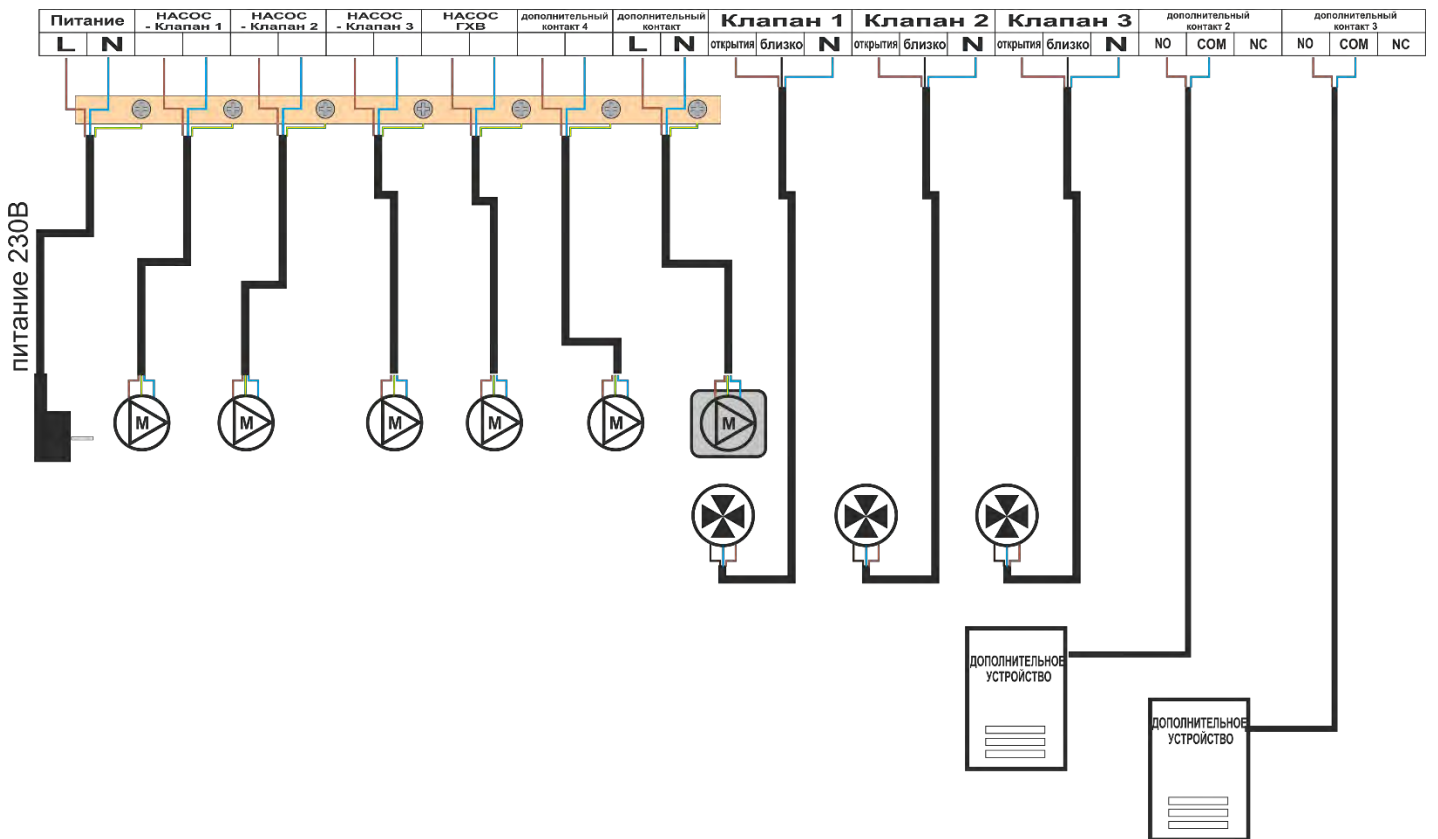 Питание
НАСОС
- Клапан 1
НАСОС
- Клапан 2
НАСОС
- Клапан 3
НАСОС
ГХВ
дополнительный
контакт 4
дополнительный
контакт
Клапан 1
Клапан 2
Клапан 3
дополнительный
контакт 2
дополнительный
контакт 3
L N L N открытия близко N открытия близко N открытия близко N NO COM NC NO COM NC
питание 230В
M M M M M M
ДОПОЛНИТЕЛЬНОЕ
УСТРОЙСТВО
ДОПОЛНИТЕЛЬНОЕ
УСТРОЙСТВО